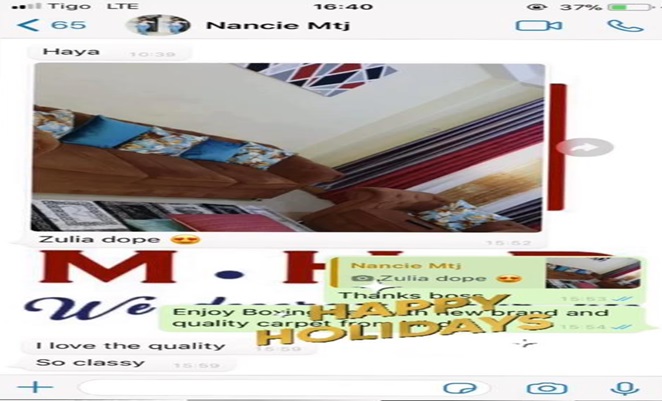 Tigo LTE 16:40 37%
65 Nancie Mtj
Haya 10:39
Zulia dope 😍 15:52
M . H
We
Nancie Mtj
Zulia dope 😍
Thanks boss 15:53
Enjoy Boxing with new brand and
quality carpet from 15:54
HAPPY
HOLIDAYS
I love the quality 15:59
So classy 15:59